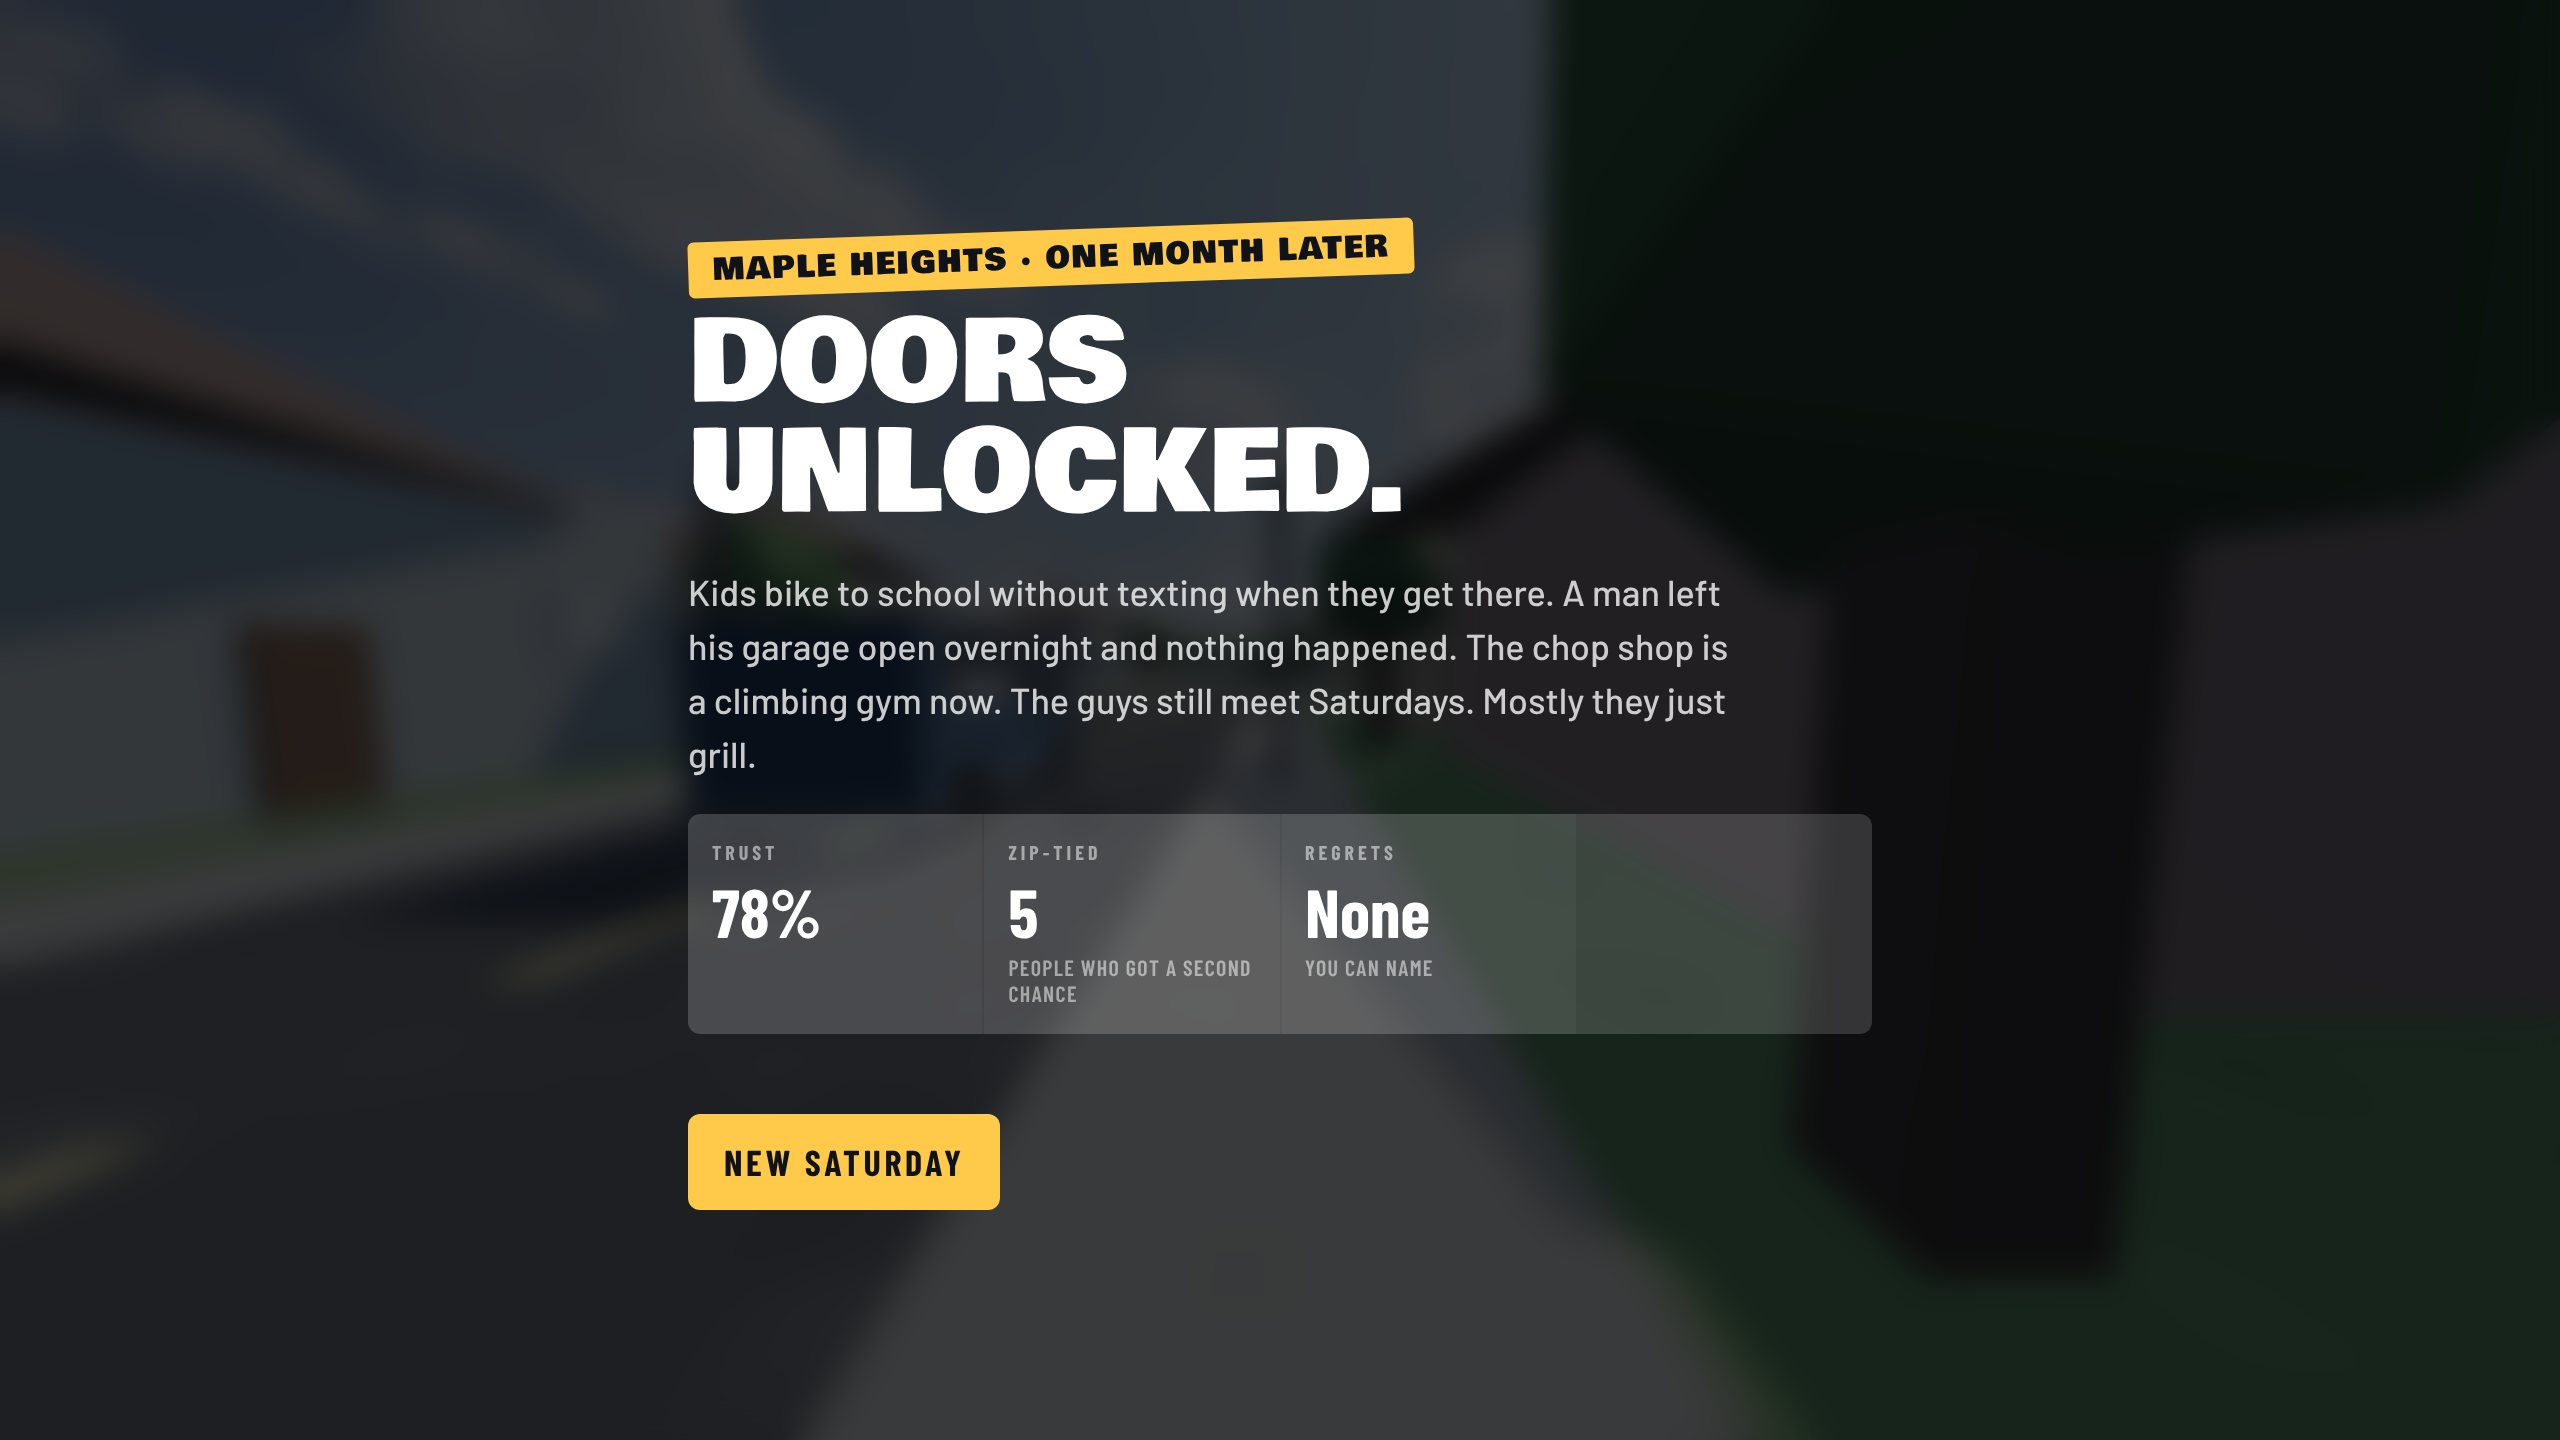 MAPLE HEIGHTS · ONE MONTH LATER
DOORS
UNLOCKED.
Kids bike to school without texting when they get there. A man left
his garage open overnight and nothing happened. The chop shop is
a climbing gym now. The guys still meet Saturdays. Mostly they just
grill.
TRUST
78%
ZIP-TIED
5
PEOPLE WHO GOT A SECOND
CHANCE
REGRETS
None
YOU CAN NAME
NEW SATURDAY